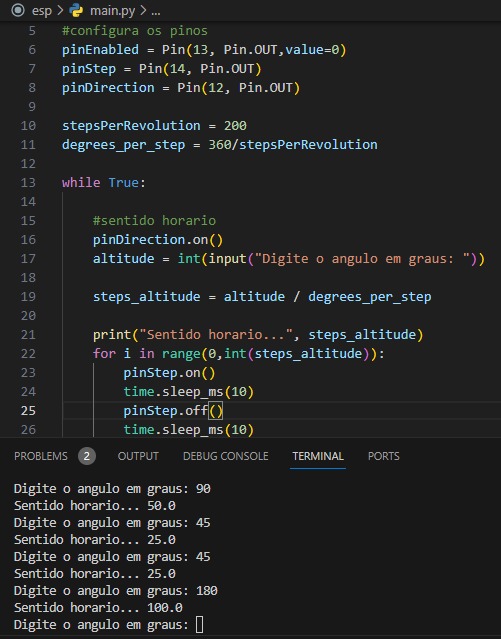 esp > main.py > ...
5 #configura os pinos
6 pinEnabled = Pin(13, Pin.OUT,value=0)
7 pinStep = Pin(14, Pin.OUT)
8 pinDirection = Pin(12, Pin.OUT)
9
10 stepsPerRevolution = 200
11 degrees_per_step = 360/stepsPerRevolution
12
13 while True:
14
15 #sentido horario
16 pinDirection.on()
17 altitude = int(input("Digite o angulo em graus: "))
18
19 steps_altitude = altitude / degrees_per_step
20
21 print("Sentido horario...", steps_altitude)
22 for i in range(0,int(steps_altitude)):
23 pinStep.on()
24 time.sleep_ms(10)
25 pinStep.off()
26 time.sleep_ms(10)
PROBLEMS 2 OUTPUT DEBUG CONSOLE TERMINAL PORTS
Digite o angulo em graus: 90
Sentido horario... 50.0
Digite o angulo em graus: 45
Sentido horario... 25.0
Digite o angulo em graus: 45
Sentido horario... 25.0
Digite o angulo em graus: 180
Sentido horario... 100.0
Digite o angulo em graus: